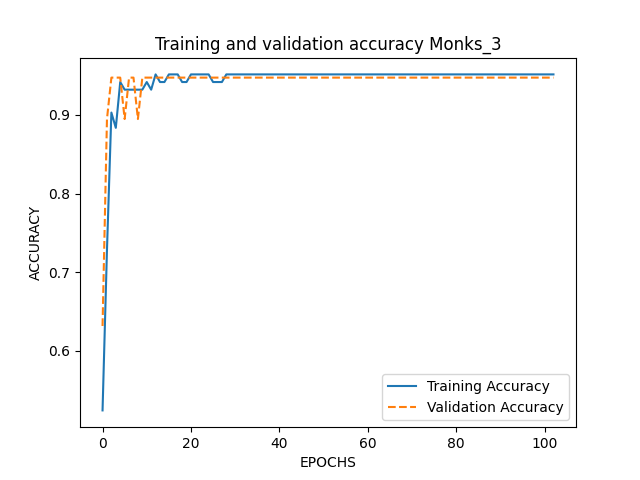 Training and validation accuracy Monks_3
ACCURACY
0.9
0.8
0.7
0.6
0
20
40
60
80
100
EPOCHS
Training Accuracy
Validation Accuracy